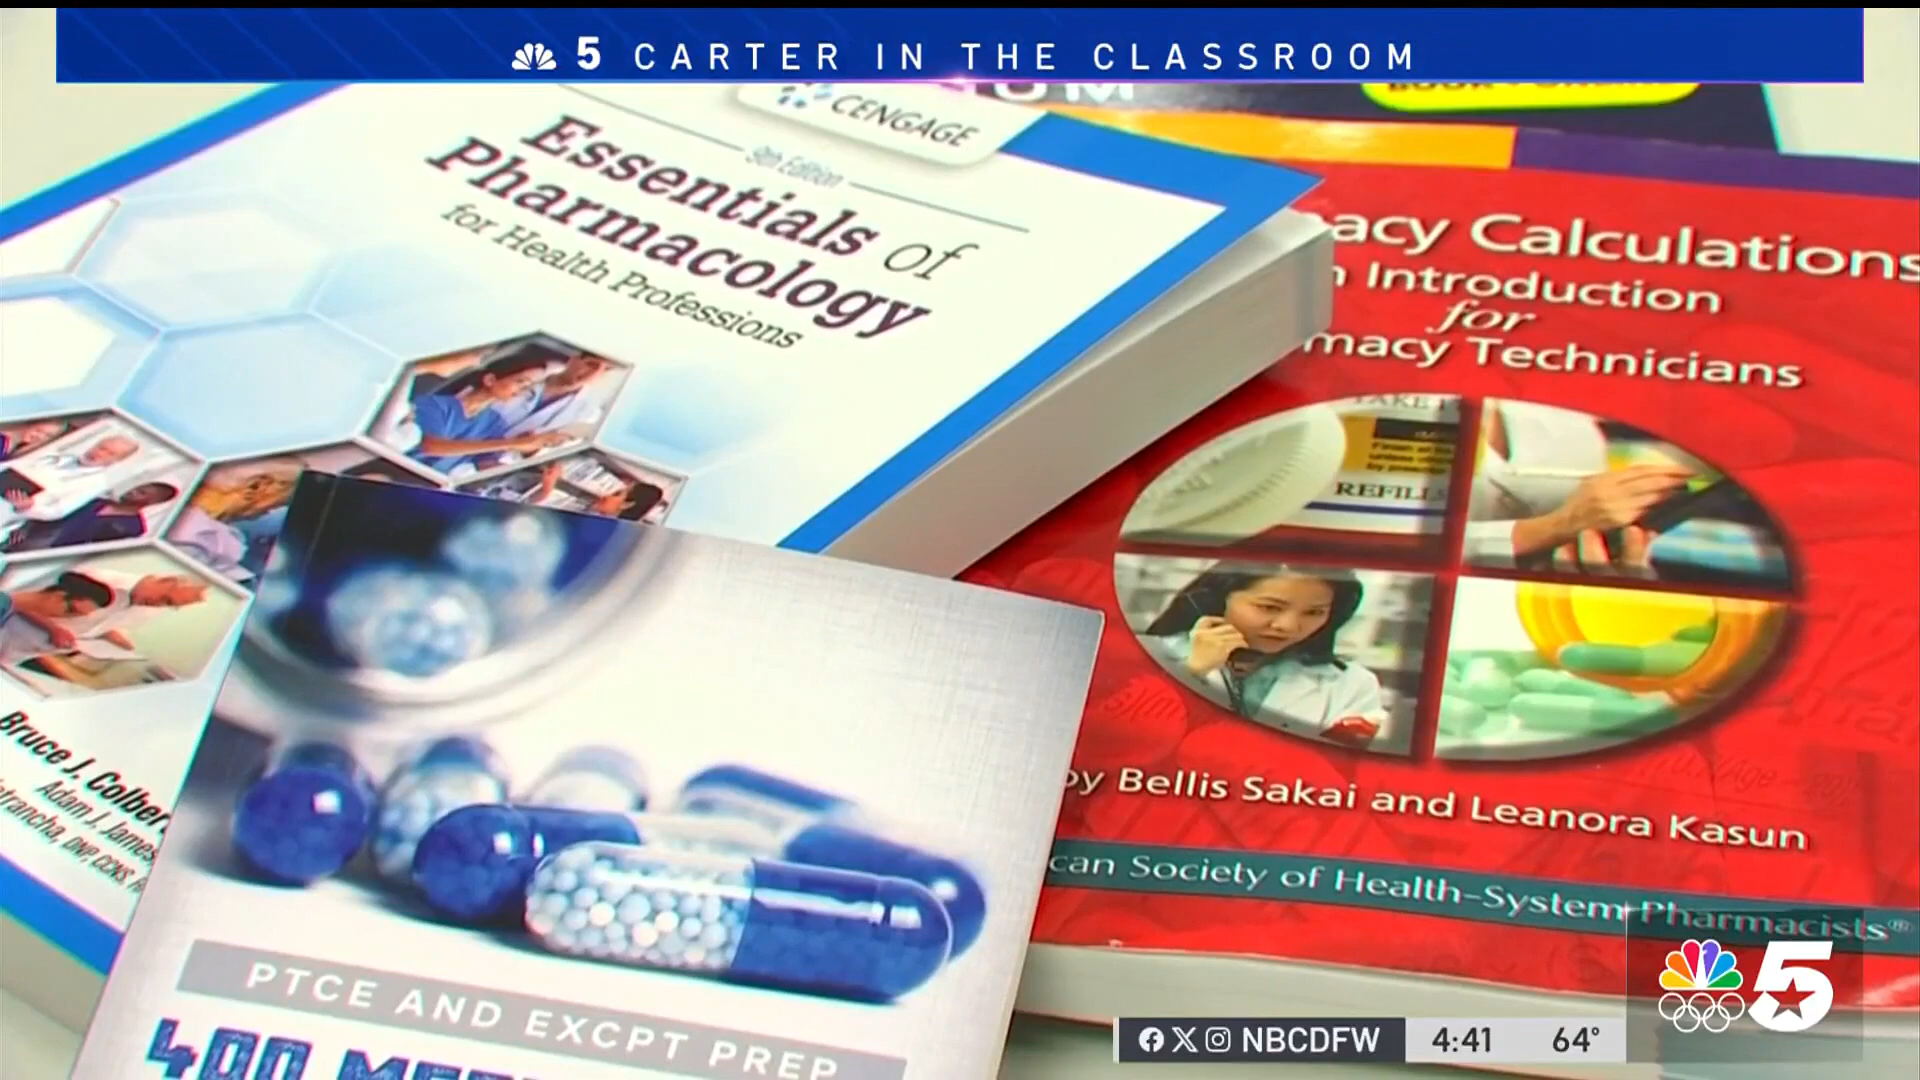 5 CARTER IN THE CLASSROOM
CENGAGE
9th Edition
Essentials of
Pharmacology
for Health Professions
Bruce J. Colber
Adam J. James
acy Calculations
n Introduction
for
macy Technicians
REFILL
by Bellis Sakai and Leanora Kasun
can Society of Health-System Pharmacists®
PTCE AND EXCPT PREP
400
5
NBCDFW
4:41
64°